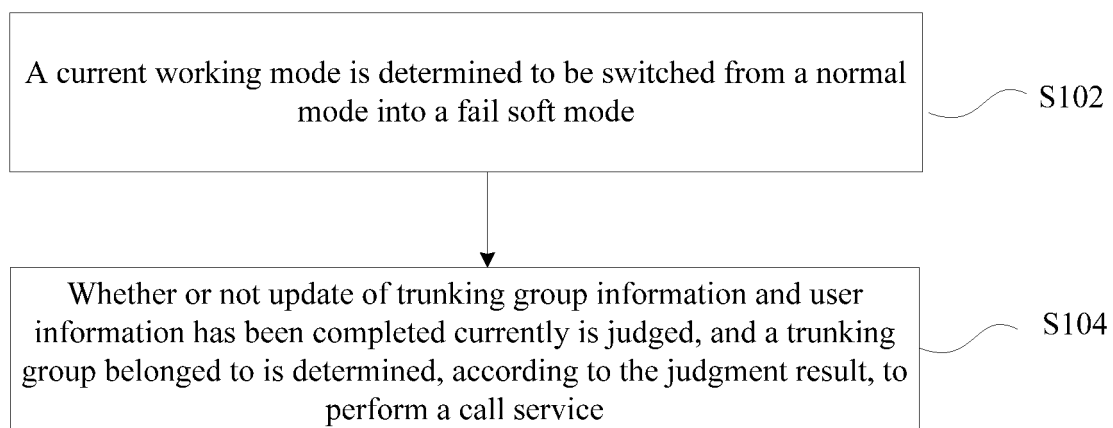 A current working mode is determined to be switched from a normal
mode into a fail soft mode
S102
Whether or not update of trunking group information and user
information has been completed currently is judged, and a trunking
group belonged to is determined, according to the judgment result, to
perform a call service
S104